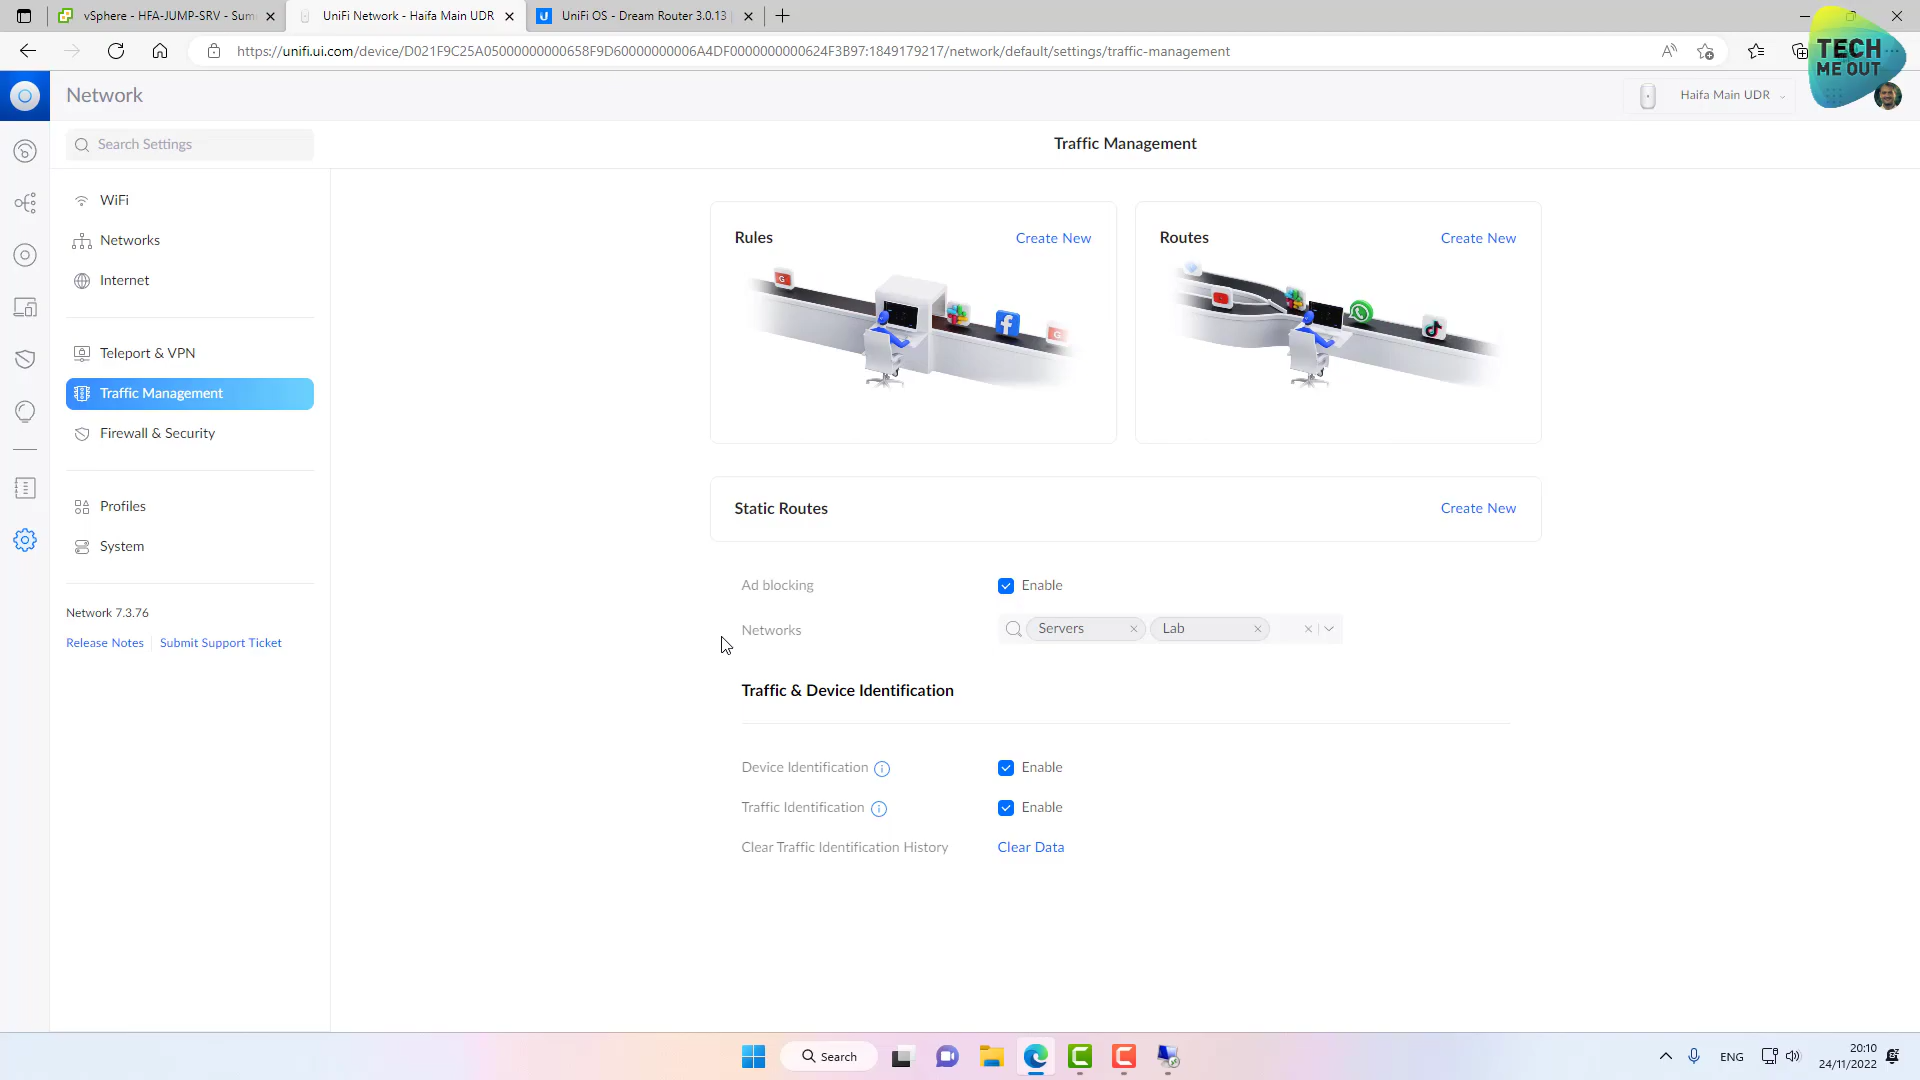 vSphere - HFA-JUMP-SRV - Sum
UniFi Network - Haifa Main UDR
UniFi OS - Dream Router 3.0.13
https://unifi.ui.com/device/D021F9C25A05000000000658F9D60000000006A4DF0000000000624F3B97:1849179217/network/default/settings/traffic-management
TECH
ME OUT
Network
Haifa Main UDR
Search Settings
Traffic Management
WiFi
Networks
Internet
Teleport & VPN
Traffic Management
Firewall & Security
Profiles
System
Network 7.3.76
Release Notes
Submit Support Ticket
Rules
Create New
Routes
Create New
Static Routes
Create New
Ad blocking
Enable
Networks
Servers
Lab
Traffic & Device Identification
Device Identification
Enable
Traffic Identification
Enable
Clear Traffic Identification History
Clear Data
Search
ENG
20:10
24/11/2022